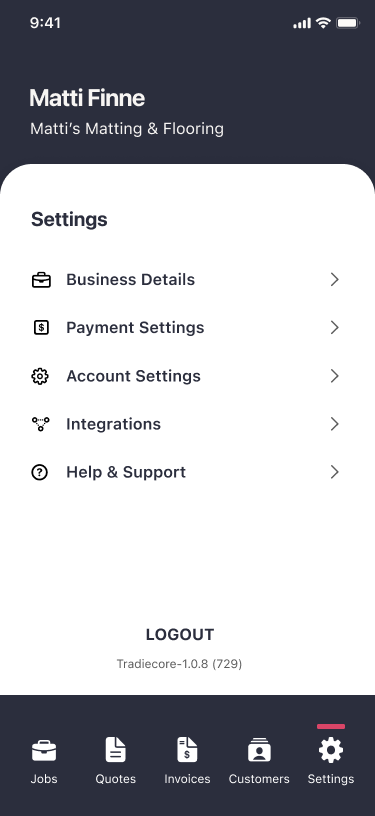 9:41
Matti Finne
Matti's Matting & Flooring
Settings
Business Details
$ Payment Settings
Account Settings
Integrations
? Help & Support
LOGOUT
Tradiecore-1.0.8 (729)
$
Jobs Quotes Invoices Customers Settings